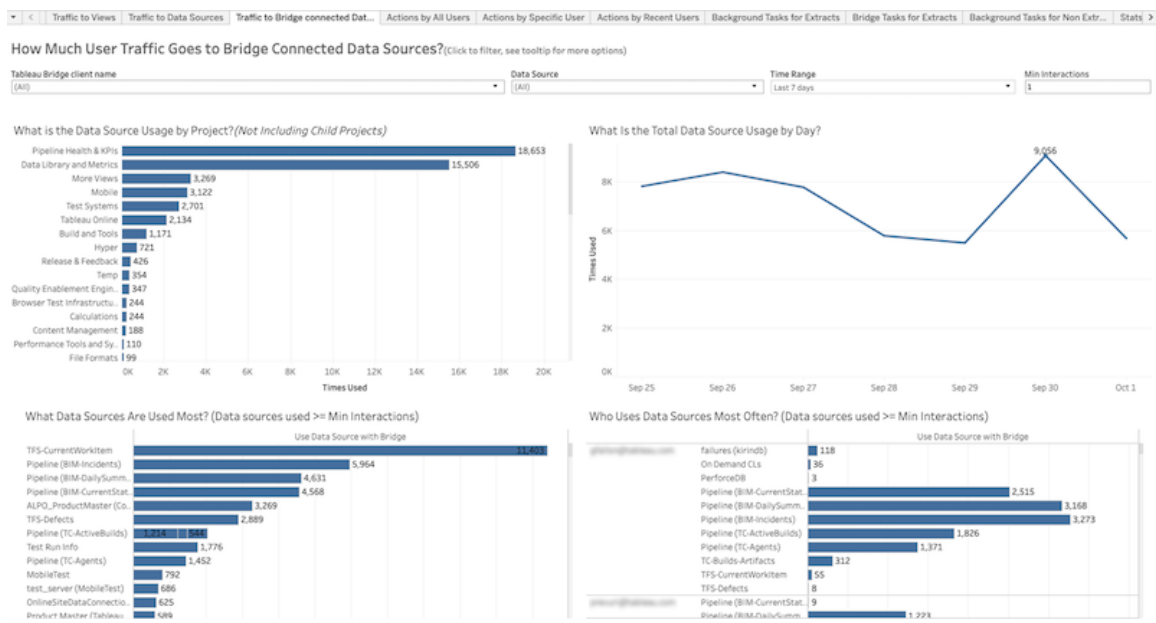 Traffic to Views Traffic to Data Sources Traffic to Bridge connected Dat... Actions by All Users Actions by Specific User Actions by Recent Users Background Tasks for Extracts Bridge Tasks for Extracts Background Tasks for Non Extr... Stats
How Much User Traffic Goes to Bridge Connected Data Sources?(Click to filter, see tooltip for more options)
Tableau Bridge client name Data Source Time Range Min Interactions
(All) (All) Last 7 days 1
What is the Data Source Usage by Project?(Not Including Child Projects)
Pipeline Health & KPIs 18,653
Data Library and Metrics 15,506
More Views 3,269
Mobile 3,122
Test Systems 2,701
Tableau Online 2,134
Build and Tools 1,171
Hyper 721
Release & Feedback 426
Temp 354
Quality Enablement Engin.. 347
Browser Test Infrastructu.. 244
Calculations 244
Content Management 188
Performance Tools and Sy.. 110
File Formats 99
0K 2K 4K 6K 8K 10K 12K 14K 16K 18K 20K
Times Used
What Is the Total Data Source Usage by Day?
9,056
8K
6K
4K
2K
0K
Times Used
Sep 25 Sep 26 Sep 27 Sep 28 Sep 29 Sep 30 Oct 1
What Data Sources Are Used Most? (Data sources used >= Min Interactions)
Use Data Source with Bridge
TFS-CurrentWorkItem 11,403
Pipeline (BIM-Incidents) 5,964
Pipeline (BIM-DailySumm.. 4,631
Pipeline (BIM-CurrentStat.. 4,568
ALPO_ProductMaster (Co.. 3,269
TFS-Defects 2,889
Pipeline (TC-ActiveBuilds) 1,214 544
Test Run Info 1,776
Pipeline (TC-Agents) 1,452
MobileTest 792
test_server (MobileTest) 686
OnlineSiteDataConnectio.. 625
Product Master (Tableau 589
Who Uses Data Sources Most Often? (Data sources used >= Min Interactions)
Use Data Source with Bridge
failures (kirindb) 118
On Demand CLs 36
PerforceDB 3
Pipeline (BIM-CurrentStat.. 2,515
Pipeline (BIM-DailySumm.. 3,168
Pipeline (BIM-Incidents) 3,273
Pipeline (TC-ActiveBuilds) 1,826
Pipeline (TC-Agents) 1,371
TC-Builds-Artifacts 312
TFS-CurrentWorkItem 55
TFS-Defects 8
Pipeline (BIM-CurrentStat.. 9
Pipeline (BIM-DailySumm.. 1,223